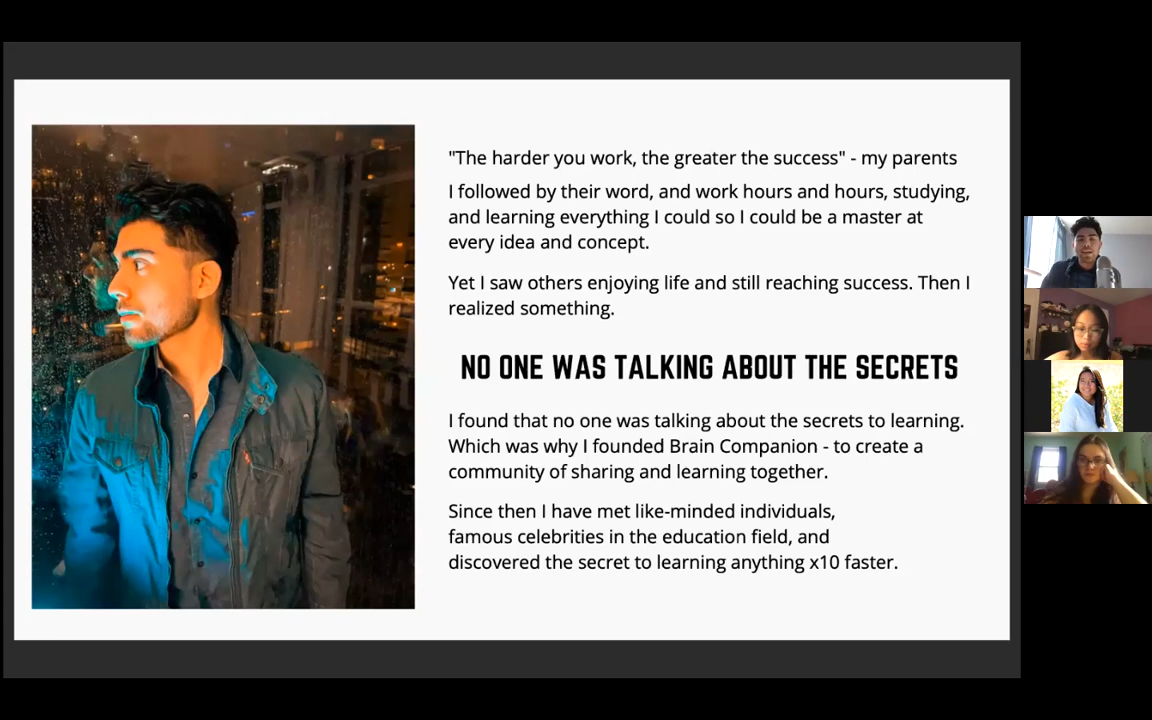 "The harder you work, the greater the success" - my parents
I followed by their word, and work hours and hours, studying,
and learning everything I could so I could be a master at
every idea and concept.
Yet I saw others enjoying life and still reaching success. Then I
realized something.
NO ONE WAS TALKING ABOUT THE SECRETS
I found that no one was talking about the secrets to learning.
Which was why I founded Brain Companion - to create a
community of sharing and learning together.
Since then I have met like-minded individuals,
famous celebrities in the education field, and
discovered the secret to learning anything x10 faster.